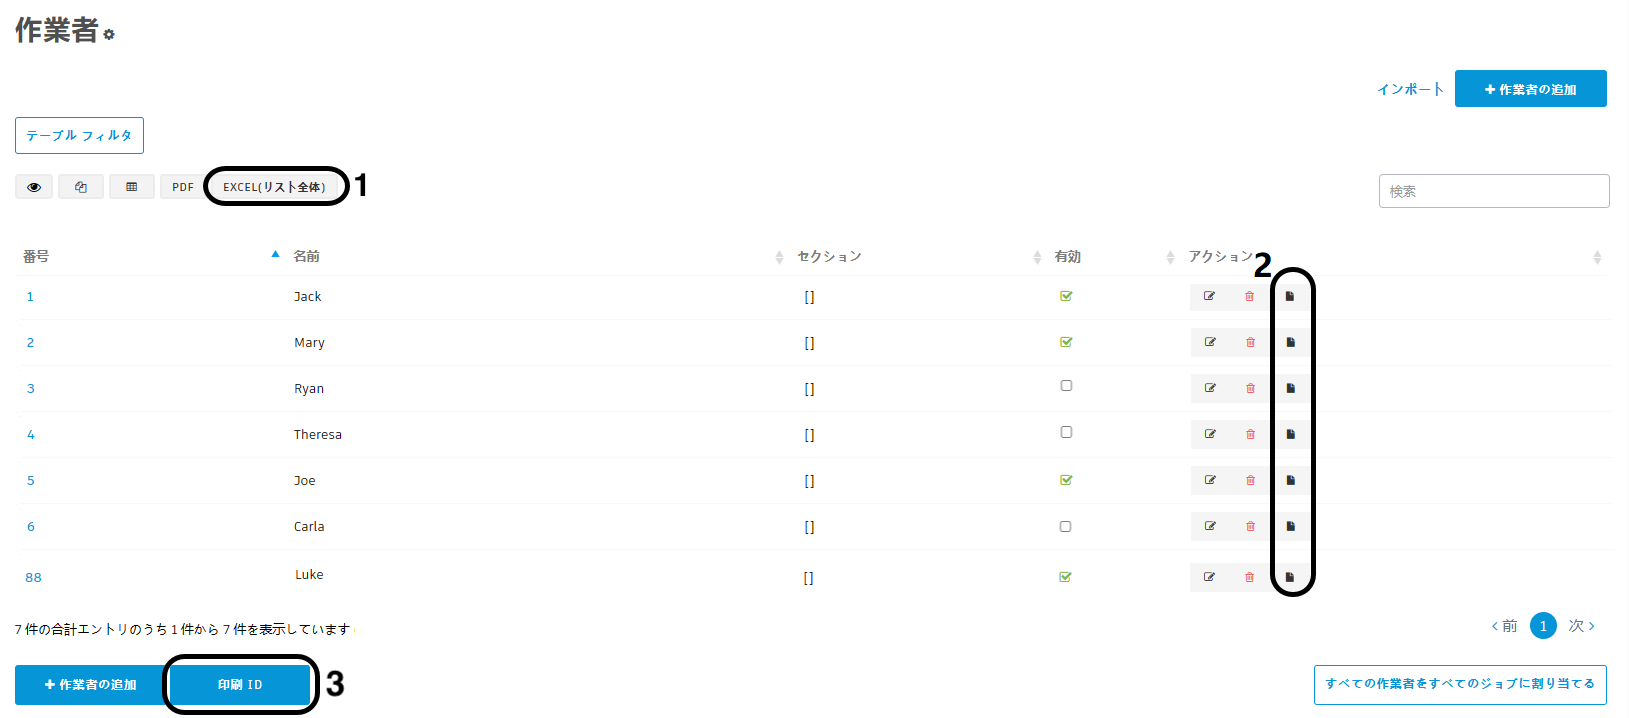 作業者
インポート
作業者の追加
テーブル フィルタ
PDF EXCEL(リスト全体) 1
検索
番号 名前 セクション 有効 アクション 2
1 Jack []
2 Mary []
3 Ryan []
4 Theresa []
5 Joe []
6 Carla []
88 Luke []
7 件の合計エントリのうち 1 件から 7 件を表示しています
前 1 次
作業者の追加 印刷 ID 3
すべての作業者をすべてのジョブに割り当てる